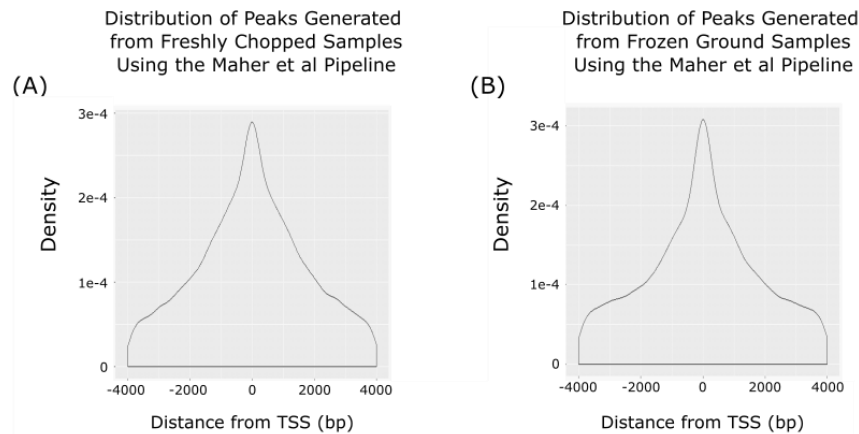 Distribution of Peaks Generated
from Freshly Chopped Samples
Using the Maher et al Pipeline
(A)
3e-4
2e-4
1e-4
0
Density
-4000 -2000 0 2000 4000
Distance from TSS (bp)
Distribution of Peaks Generated
from Frozen Ground Samples
Using the Maher et al Pipeline
(B)
3e-4
2e-4
1e-4
0
Density
-4000 -2000 0 2000 4000
Distance from TSS (bp)